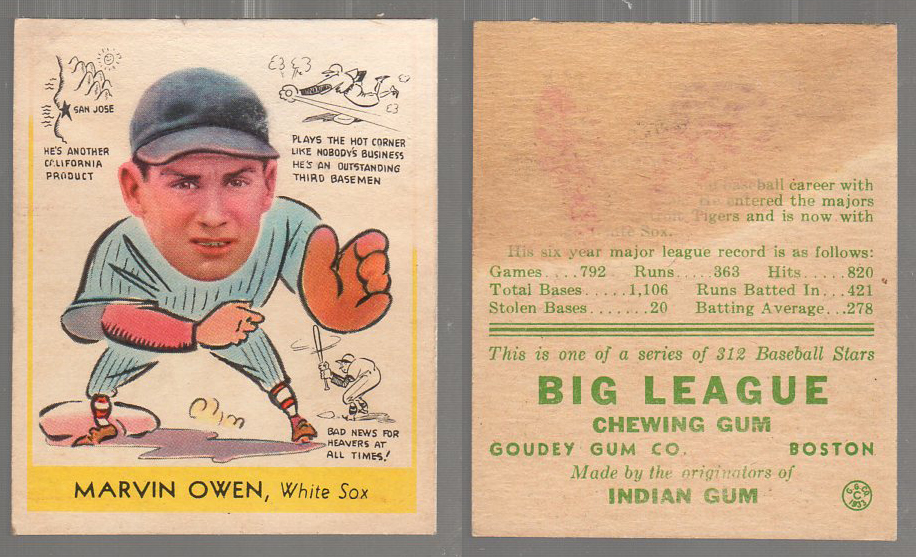 SAN JOSE
HE'S ANOTHER
CALIFORNIA
PRODUCT
PLAYS THE HOT CORNER
LIKE NOBODY'S BUSINESS
HE'S AN OUTSTANDING
THIRD BASEMEN
BAD NEWS FOR
HEAVERS AT
ALL TIMES!
MARVIN OWEN, White Sox
baseball career with
He entered the majors
Tigers and is now with
White Sox.
His six year major league record is as follows:
Games....792 Runs.....363 Hits.....820
Total Bases.....1,106 Runs Batted In...421
Stolen Bases.......20 Batting Average...278
This is one of a series of 312 Baseball Stars
BIG LEAGUE
CHEWING GUM
GOUDEY GUM CO. BOSTON
Made by the originators of
INDIAN GUM